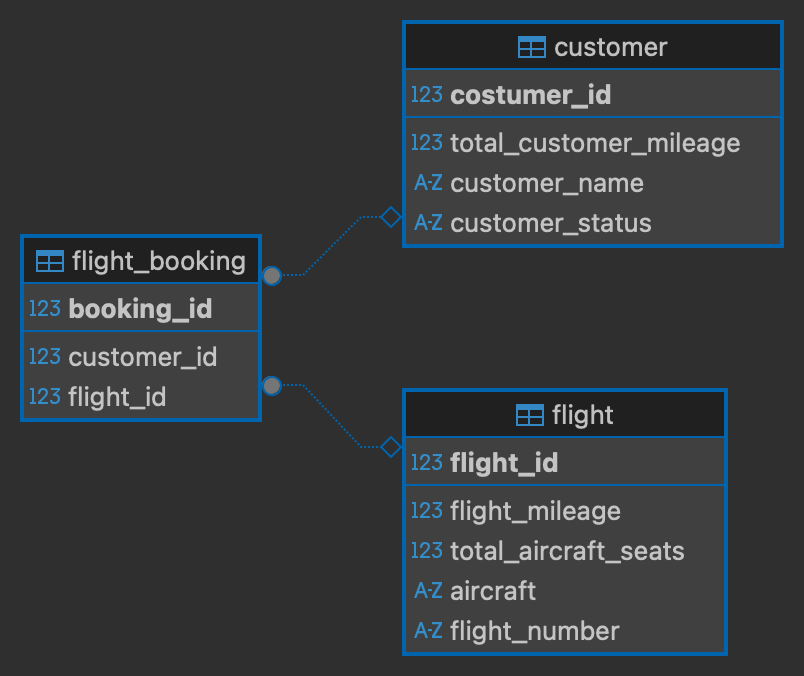 customer
123 costumer_id
123 total_customer_mileage
A-Z customer_name
A-Z customer_status
flight_booking
123 booking_id
123 customer_id
123 flight_id
flight
123 flight_id
123 flight_mileage
123 total_aircraft_seats
A-Z aircraft
A-Z flight_number